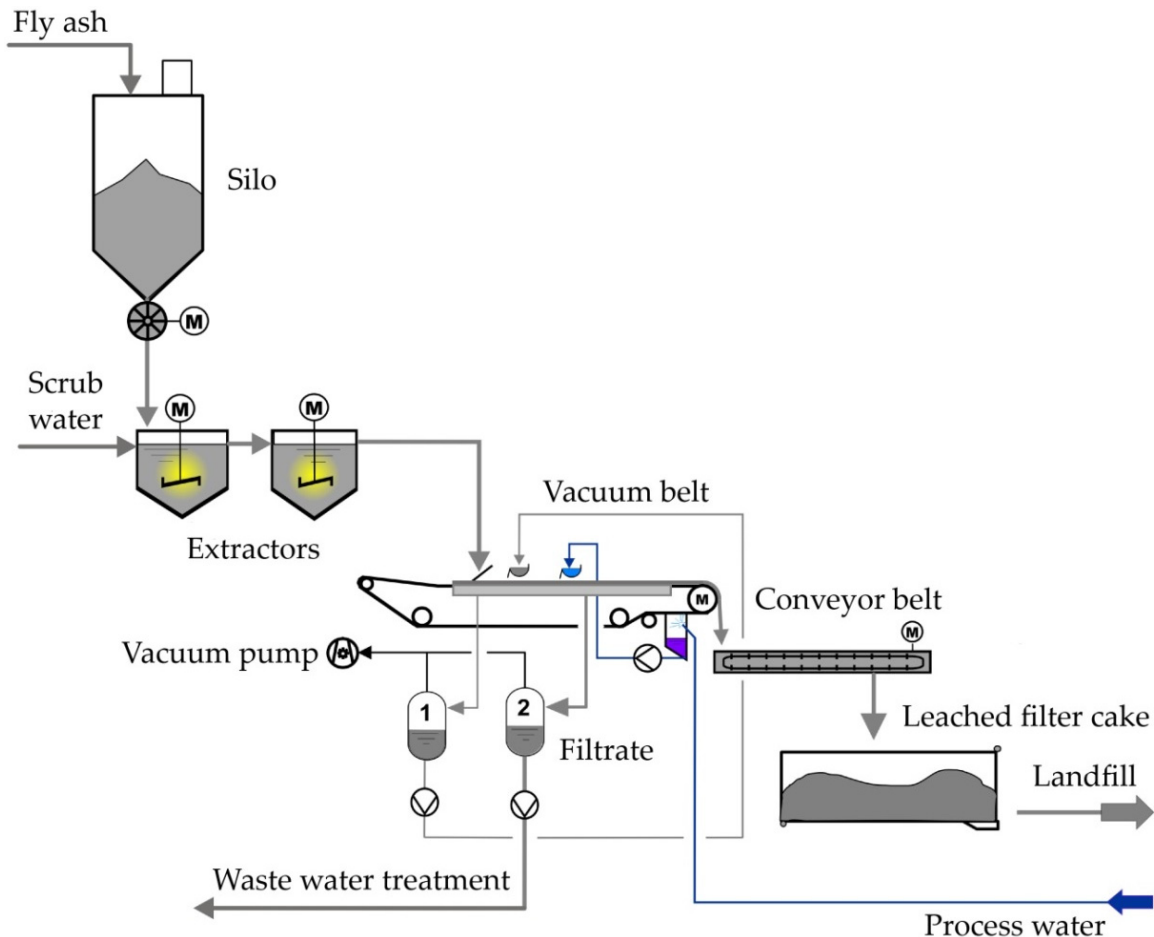 Fly ash
Silo
M
Scrub
water
M
M
Extractors
Vacuum belt
M
Conveyor belt
M
Vacuum pump
1
2
Filtrate
Leached filter cake
Landfill
Waste water treatment
Process water